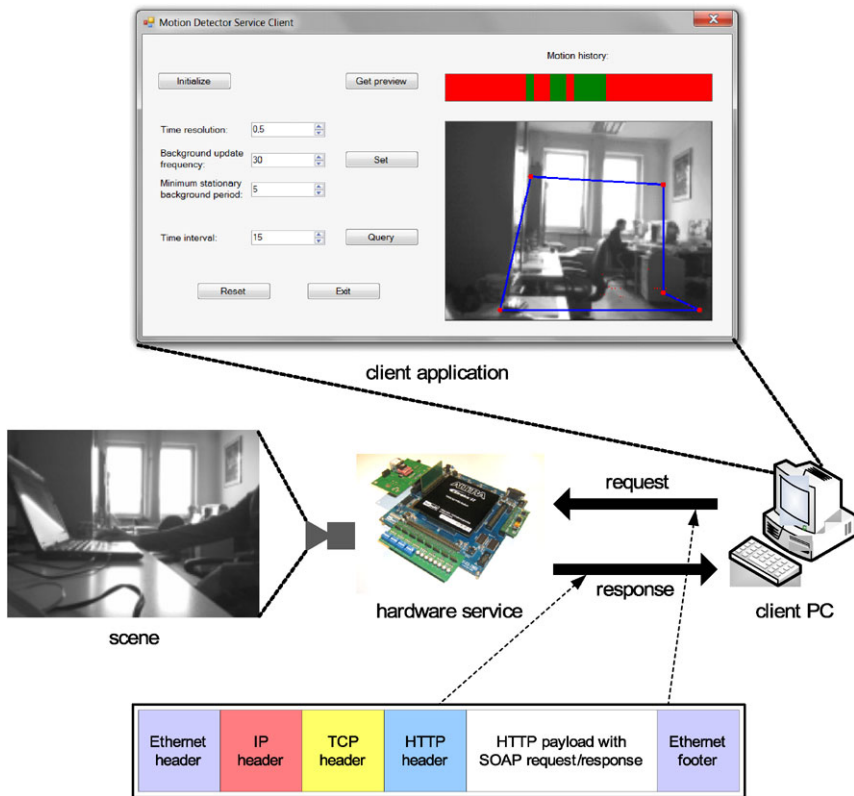 Motion Detector Service Client
Initialize
Get preview
Motion history:
Time resolution:
0.5
Background update
frequency:
30
Set
Minimum stationary
background period:
5
Time interval:
15
Query
Reset
Exit
client application
scene
ALTERA
hardware service
request
response
client PC
Ethernet
header
IP
header
TCP
header
HTTP
header
HTTP payload with
SOAP request/response
Ethernet
footer